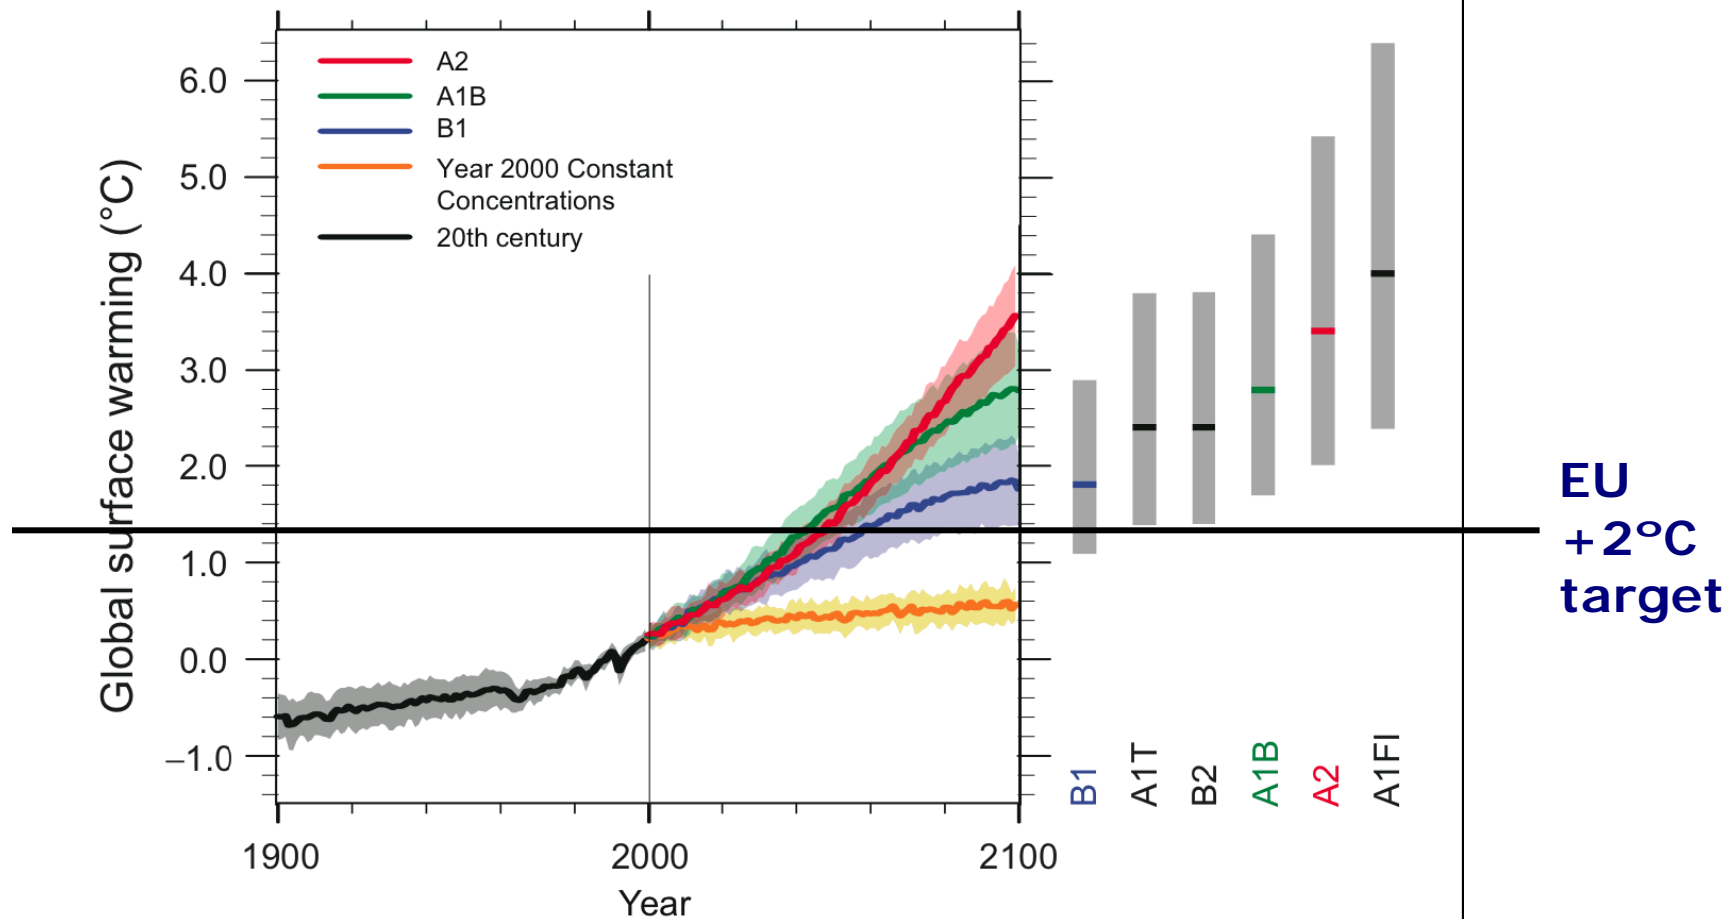 A2
A1B
B1
Year 2000 Constant
Concentrations
20th century
Global surface warming (°C)
6.0
5.0
4.0
3.0
2.0
1.0
0.0
–1.0
1900
2000
2100
Year
B1
A1T
B2
A1B
A2
A1FI
EU
+2°C
target